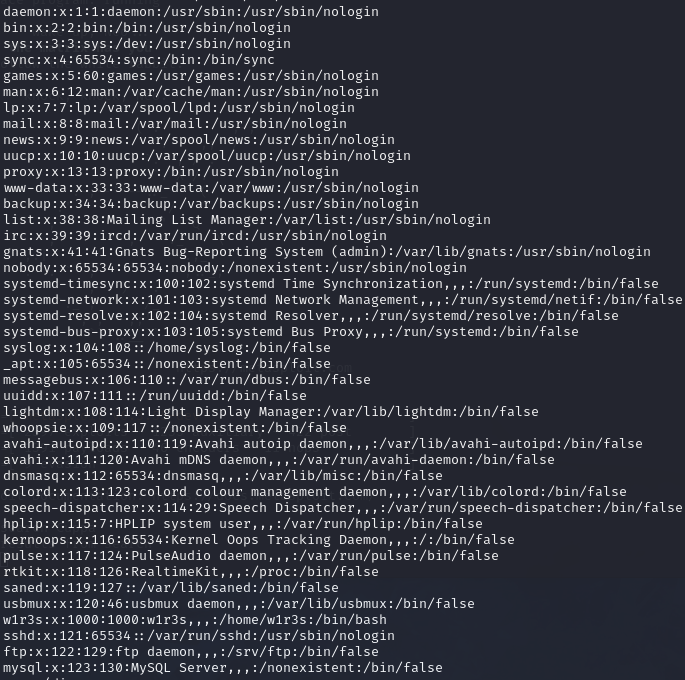 daemon:x:1:1:daemon:/usr/sbin:/usr/sbin/nologin
bin:x:2:2:bin:/bin:/usr/sbin/nologin
sys:x:3:3:sys:/dev:/usr/sbin/nologin
sync:x:4:65534:sync:/bin:/bin/sync
games:x:5:60:games:/usr/games:/usr/sbin/nologin
man:x:6:12:man:/var/cache/man:/usr/sbin/nologin
lp:x:7:7:lp:/var/spool/lpd:/usr/sbin/nologin
mail:x:8:8:mail:/var/mail:/usr/sbin/nologin
news:x:9:9:news:/var/spool/news:/usr/sbin/nologin
uucp:x:10:10:uucp:/var/spool/uucp:/usr/sbin/nologin
proxy:x:13:13:proxy:/bin:/usr/sbin/nologin
www-data:x:33:33:www-data:/var/www:/usr/sbin/nologin
backup:x:34:34:backup:/var/backups:/usr/sbin/nologin
list:x:38:38:Mailing List Manager:/var/list:/usr/sbin/nologin
irc:x:39:39:ircd:/var/run/ircd:/usr/sbin/nologin
gnats:x:41:41:Gnats Bug-Reporting System (admin):/var/lib/gnats:/usr/sbin/nologin
nobody:x:65534:65534:nobody:/nonexistent:/usr/sbin/nologin
systemd-timesync:x:100:102:systemd Time Synchronization,,,:/run/systemd:/bin/false
systemd-network:x:101:103:systemd Network Management,,,:/run/systemd/netif:/bin/false
systemd-resolve:x:102:104:systemd Resolver,,,:/run/systemd/resolve:/bin/false
systemd-bus-proxy:x:103:105:systemd Bus Proxy,,,:/run/systemd:/bin/false
syslog:x:104:108::/home/syslog:/bin/false
_apt:x:105:65534::/nonexistent:/bin/false
messagebus:x:106:110::/var/run/dbus:/bin/false
uuidd:x:107:111::/run/uuidd:/bin/false
lightdm:x:108:114:Light Display Manager:/var/lib/lightdm:/bin/false
whoopsie:x:109:117::/nonexistent:/bin/false
avahi-autoipd:x:110:119:Avahi autoip daemon,,,:/var/lib/avahi-autoipd:/bin/false
avahi:x:111:120:Avahi mDNS daemon,,,:/var/run/avahi-daemon:/bin/false
dnsmasq:x:112:65534:dnsmasq,,,:/var/lib/misc:/bin/false
colord:x:113:123:colord colour management daemon,,,:/var/lib/colord:/bin/false
speech-dispatcher:x:114:29:Speech Dispatcher,,,:/var/run/speech-dispatcher:/bin/false
hplip:x:115:7:HPLIP system user,,,:/var/run/hplip:/bin/false
kernoops:x:116:65534:Kernel Oops Tracking Daemon,,,:/:/bin/false
pulse:x:117:124:PulseAudio daemon,,,:/var/run/pulse:/bin/false
rtkit:x:118:126:RealtimeKit,,,:/proc:/bin/false
saned:x:119:127::/var/lib/saned:/bin/false
usbmux:x:120:46:usbmux daemon,,,:/var/lib/usbmux:/bin/false
w1r3s:x:1000:1000:w1r3s,,,:/home/w1r3s:/bin/bash
sshd:x:121:65534::/var/run/sshd:/usr/sbin/nologin
ftp:x:122:129:ftp daemon,,,:/srv/ftp:/bin/false
mysql:x:123:130:MySQL Server,,,:/nonexistent:/bin/false